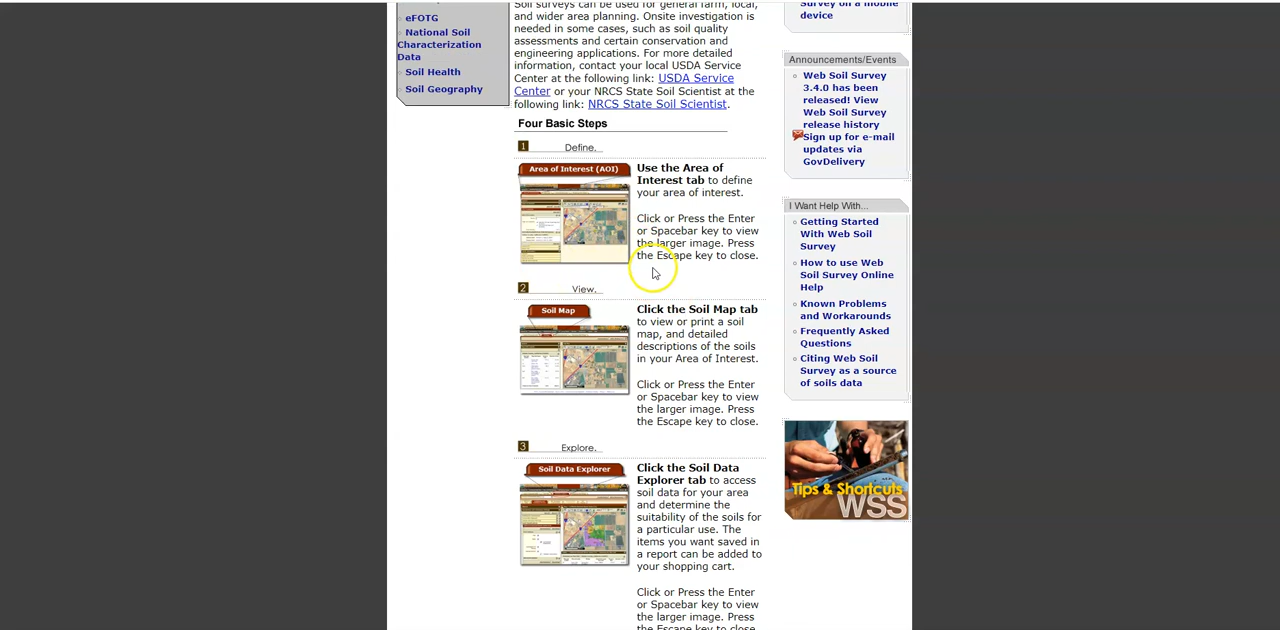 eFOTG
National Soil
Characterization
Data
Soil Health
Soil Geography
Soil surveys can be used for general farm, local,
and wider area planning. Onsite investigation is
needed in some cases, such as soil quality
assessments and certain conservation and
engineering applications. For more detailed
information, contact your local USDA Service
Center at the following link: USDA Service
Center or your NRCS State Soil Scientist at the
following link: NRCS State Soil Scientist.
Four Basic Steps
1 Define.
Area of Interest (AOI)
Use the Area of
Interest tab to define
your area of interest.
Click or Press the Enter
or Spacebar key to view
the larger image. Press
the Escape key to close.
2 View.
Soil Map
Click the Soil Map tab
to view or print a soil
map, and detailed
descriptions of the soils
in your Area of Interest.
Click or Press the Enter
or Spacebar key to view
the larger image. Press
the Escape key to close.
3 Explore.
Soil Data Explorer
Click the Soil Data
Explorer tab to access
soil data for your area
and determine the
suitability of the soils for
a particular use. The
items you want saved in
a report can be added to
your shopping cart.
Click or Press the Enter
or Spacebar key to view
the larger image. Press
the Escape key to close
Survey on a mobile
device
Announcements/Events
Web Soil Survey
3.4.0 has been
released! View
Web Soil Survey
release history
Sign up for e-mail
updates via
GovDelivery
I Want Help With...
Getting Started
With Web Soil
Survey
How to use Web
Soil Survey Online
Help
Known Problems
and Workarounds
Frequently Asked
Questions
Citing Web Soil
Survey as a source
of soils data
Tips & Shortcuts
WSS